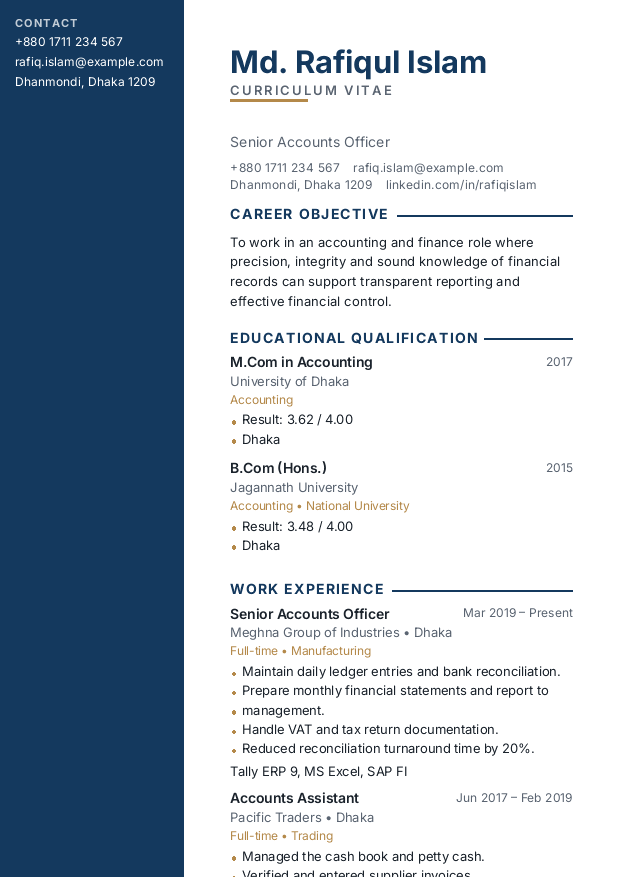 CONTACT
+880 1711 234 567
rafiq.islam@example.com
Dhanmondi, Dhaka 1209
Md. Rafiqul Islam
CURRICULUM VITAE
Senior Accounts Officer
+880 1711 234 567 rafiq.islam@example.com
Dhanmondi, Dhaka 1209 linkedin.com/in/rafiqislam
CAREER OBJECTIVE
To work in an accounting and finance role where
precision, integrity and sound knowledge of financial
records can support transparent reporting and
effective financial control.
EDUCATIONAL QUALIFICATION
M.Com in Accounting 2017
University of Dhaka
Accounting
• Result: 3.62 / 4.00
• Dhaka
B.Com (Hons.) 2015
Jagannath University
Accounting • National University
• Result: 3.48 / 4.00
• Dhaka
WORK EXPERIENCE
Senior Accounts Officer Mar 2019 – Present
Meghna Group of Industries • Dhaka
Full-time • Manufacturing
• Maintain daily ledger entries and bank reconciliation.
• Prepare monthly financial statements and report to
• management.
• Handle VAT and tax return documentation.
• Reduced reconciliation turnaround time by 20%.
Tally ERP 9, MS Excel, SAP FI
Accounts Assistant Jun 2017 – Feb 2019
Pacific Traders • Dhaka
Full-time • Trading
• Managed the cash book and petty cash.
• Verified and entered supplier invoices.